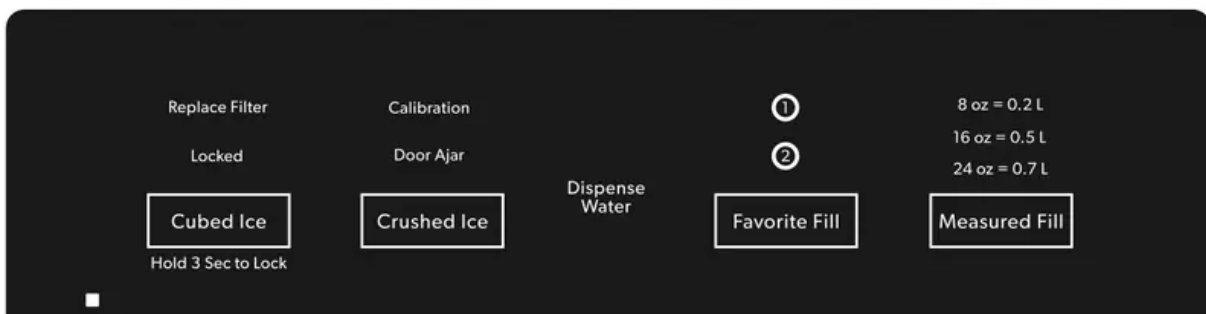 Replace Filter
Locked
Cubed Ice
Hold 3 Sec to Lock
Calibration
Door Ajar
Crushed Ice
Dispense
Water
1
2
Favorite Fill
8 oz = 0.2 L
16 oz = 0.5 L
24 oz = 0.7 L
Measured Fill